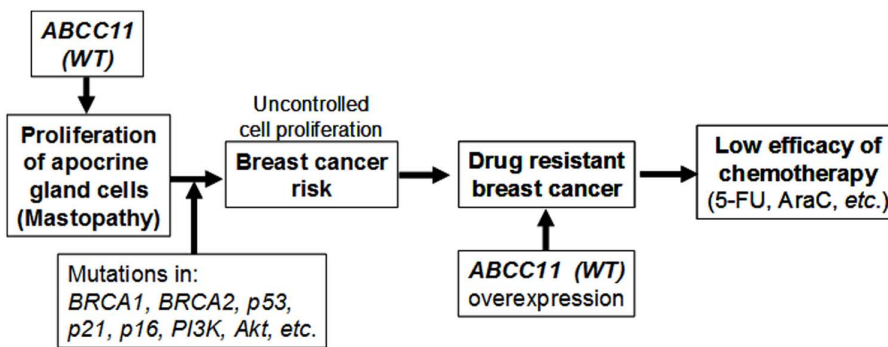 ABCC11
(WT)
Proliferation
of apocrine
gland cells
(Mastopathy)
Mutations in:
BRCA1, BRCA2, p53,
p21, p16, PI3K, Akt, etc.
Uncontrolled
cell proliferation
Breast cancer
risk
Drug resistant
breast cancer
ABCC11 (WT)
overexpression
Low efficacy of
chemotherapy
(5-FU, AraC, etc.)